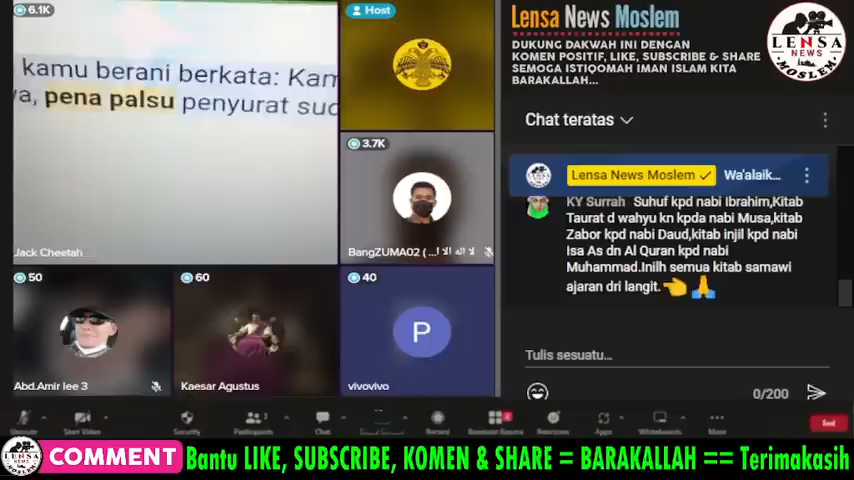 6.1K
kamu berani berkata: Kam
pena palsu penyurat sud
Jack Cheetah
Host
3.7K
BangZUMA02 (
50
Abd.Amir lee 3
60
Kaesar Agustus
40
P
vivovivo
Lensa News Moslem
DUKUNG DAKWAH INI DENGAN
KOMEN POSITIF, LIKE, SUBSCRIBE & SHARE
SEMOGA ISTIQOMAH IMAN ISLAM KITA
BARAKALLAH...
LENSA
NEWS
MOSLEM
Chat teratas
Lensa News Moslem Wa'alaik...
KY Surrah Suhuf kpd nabi Ibrahim,Kitab
Taurat d wahyu kn kpda nabi Musa,kitab
Zabor kpd nabi Daud,kitab injil kpd nabi
Isa As dn Al Quran kpd nabi
Muhammad.Inilh semua kitab samawi
ajaran dri langit.
Tulis sesuatu...
0/200
Start Video
Security
Participants
Chat
Record
Reactions
Apps
Whiteboards
More
End
COMMENT
Bantu LIKE, SUBSCRIBE, KOMEN & SHARE = BARAKALLAH == Terimakasih